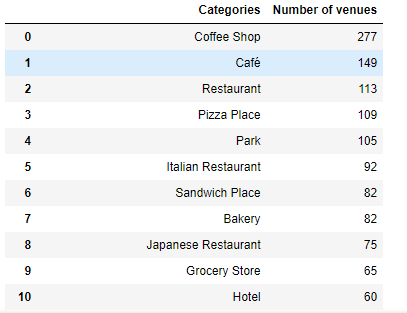 Categories Number of venues
0 Coffee Shop 277
1 Café 149
2 Restaurant 113
3 Pizza Place 109
4 Park 105
5 Italian Restaurant 92
6 Sandwich Place 82
7 Bakery 82
8 Japanese Restaurant 75
9 Grocery Store 65
10 Hotel 60